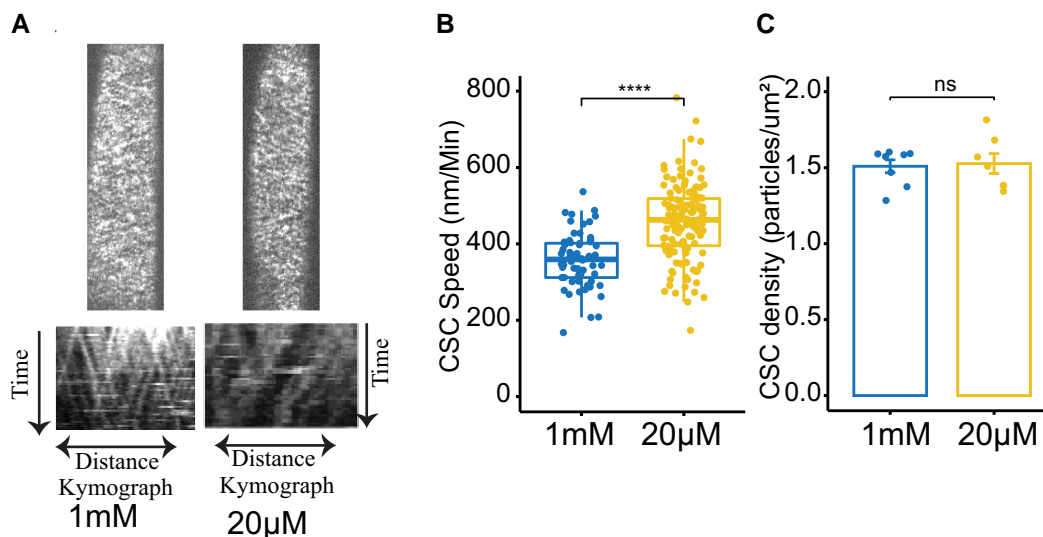 A
Time
Time
Distance
Kymograph
1mM
Distance
Kymograph
20µM
B
CSC Speed (nm/Min)
800
600
400
200
0
****
1mM
20µM
C
CSC density (particles/um²)
2.0
1.5
1.0
0.5
0.0
ns
1mM
20µM